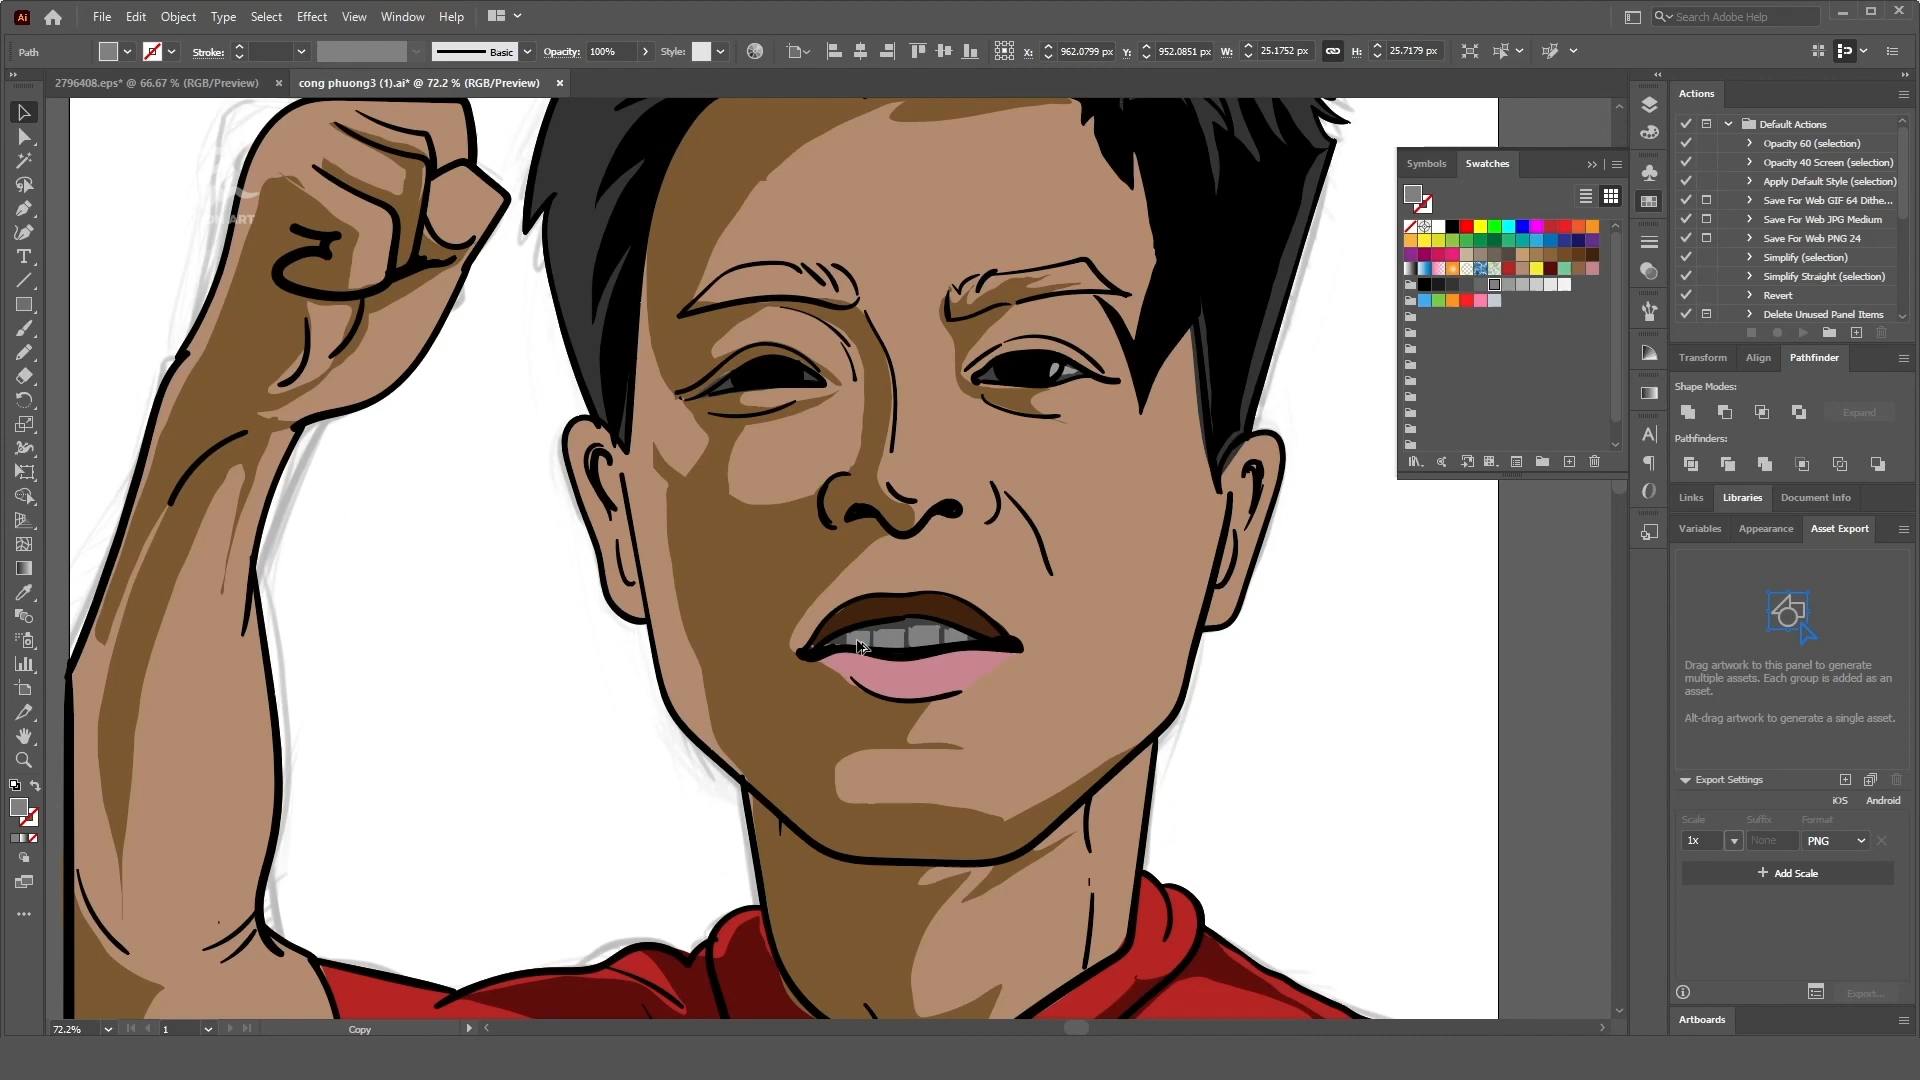 Ai File Edit Object Type Select Effect View Window Help Search Adobe Help
Path Stroke: Basic Opacity: 100% Style: X: 962.0799 px Y: 952.0851 px W: 25.1752 px H: 25.7179 px
2796408.eps* @ 66.67 % (RGB/Preview) × cong phuong3 (1).ai* @ 72.2 % (RGB/Preview) ×
Actions
Default Actions
Opacity 60 (selection)
Opacity 40 Screen (selection)
Apply Default Style (selection)
Save For Web GIF 64 Dithe...
Save For Web JPG Medium
Save For Web PNG 24
Simplify (selection)
Simplify Straight (selection)
Revert
Delete Unused Panel Items
Symbols Swatches
Transform Align Pathfinder
Shape Modes:
Expand
Pathfinders:
Links Libraries Document Info
Variables Appearance Asset Export
Drag artwork to this panel to generate
multiple assets. Each group is added as an
asset.
Alt-drag artwork to generate a single asset.
Export Settings
iOS Android
Scale Suffix Format
1x None PNG
+ Add Scale
Export...
Artboards
72.2% 1 Copy